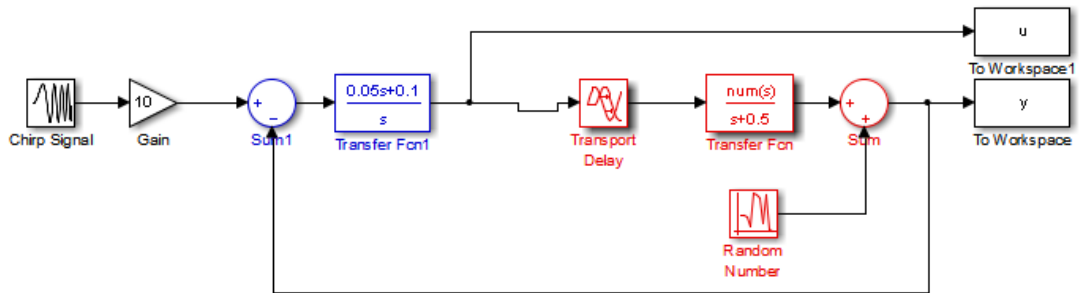 u
To Workspace1
10
+
−
0.05s+0.1
s
num(s)
s+0.5
+
+
y
Chirp Signal
Gain
Sum1
Transfer Fcn1
Transport
Delay
Transfer Fcn
Sum
To Workspace
Random
Number